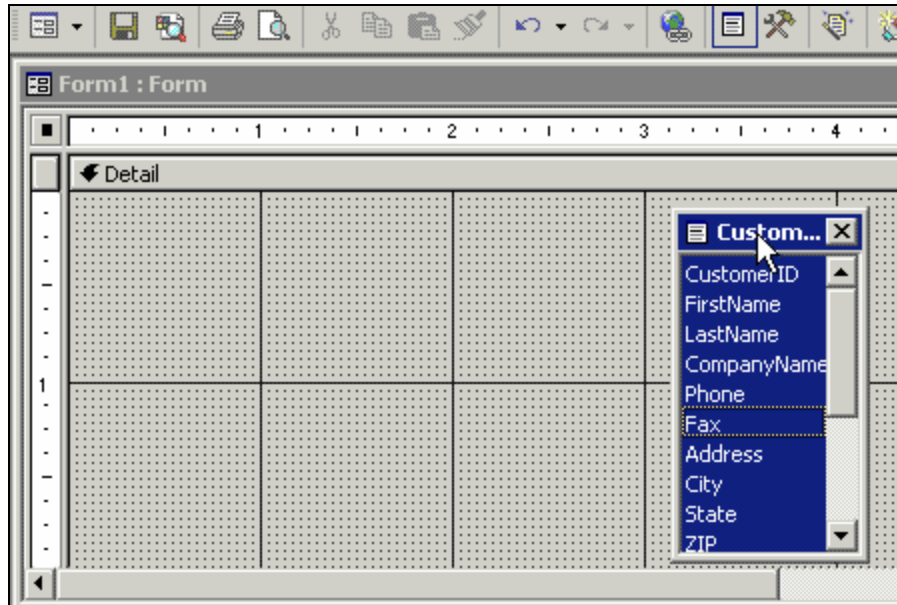 Form1 : Form
1 2 3 4
Detail
1
Custom...
CustomerID
FirstName
LastName
CompanyName
Phone
Fax
Address
City
State
ZIP